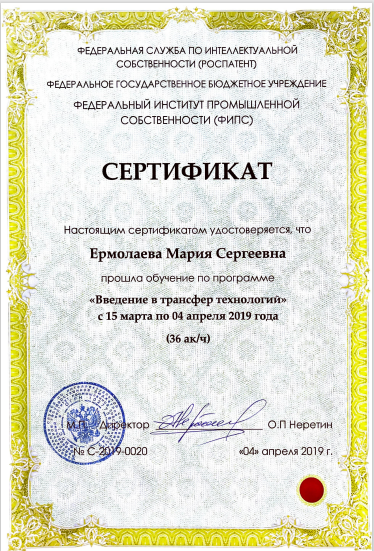 ФЕДЕРАЛЬНАЯ СЛУЖБА ПО ИНТЕЛЛЕКТУАЛЬНОЙ
СОБСТВЕННОСТИ (РОСПАТЕНТ)
ФЕДЕРАЛЬНОЕ ГОСУДАРСТВЕННОЕ БЮДЖЕТНОЕ УЧРЕЖДЕНИЕ
ФЕДЕРАЛЬНЫЙ ИНСТИТУТ ПРОМЫШЛЕННОЙ
СОБСТВЕННОСТИ (ФИПС)
СЕРТИФИКАТ
Настоящим сертификатом удостоверяется, что
Ермолаева Мария Сергеевна
прошла обучение по программе
«Введение в трансфер технологий»
с 15 марта по 04 апреля 2019 года
(36 ак/ч)
М.П. Директор О.П Неретин
№ С-2019-0020 «04» апреля 2019 г.